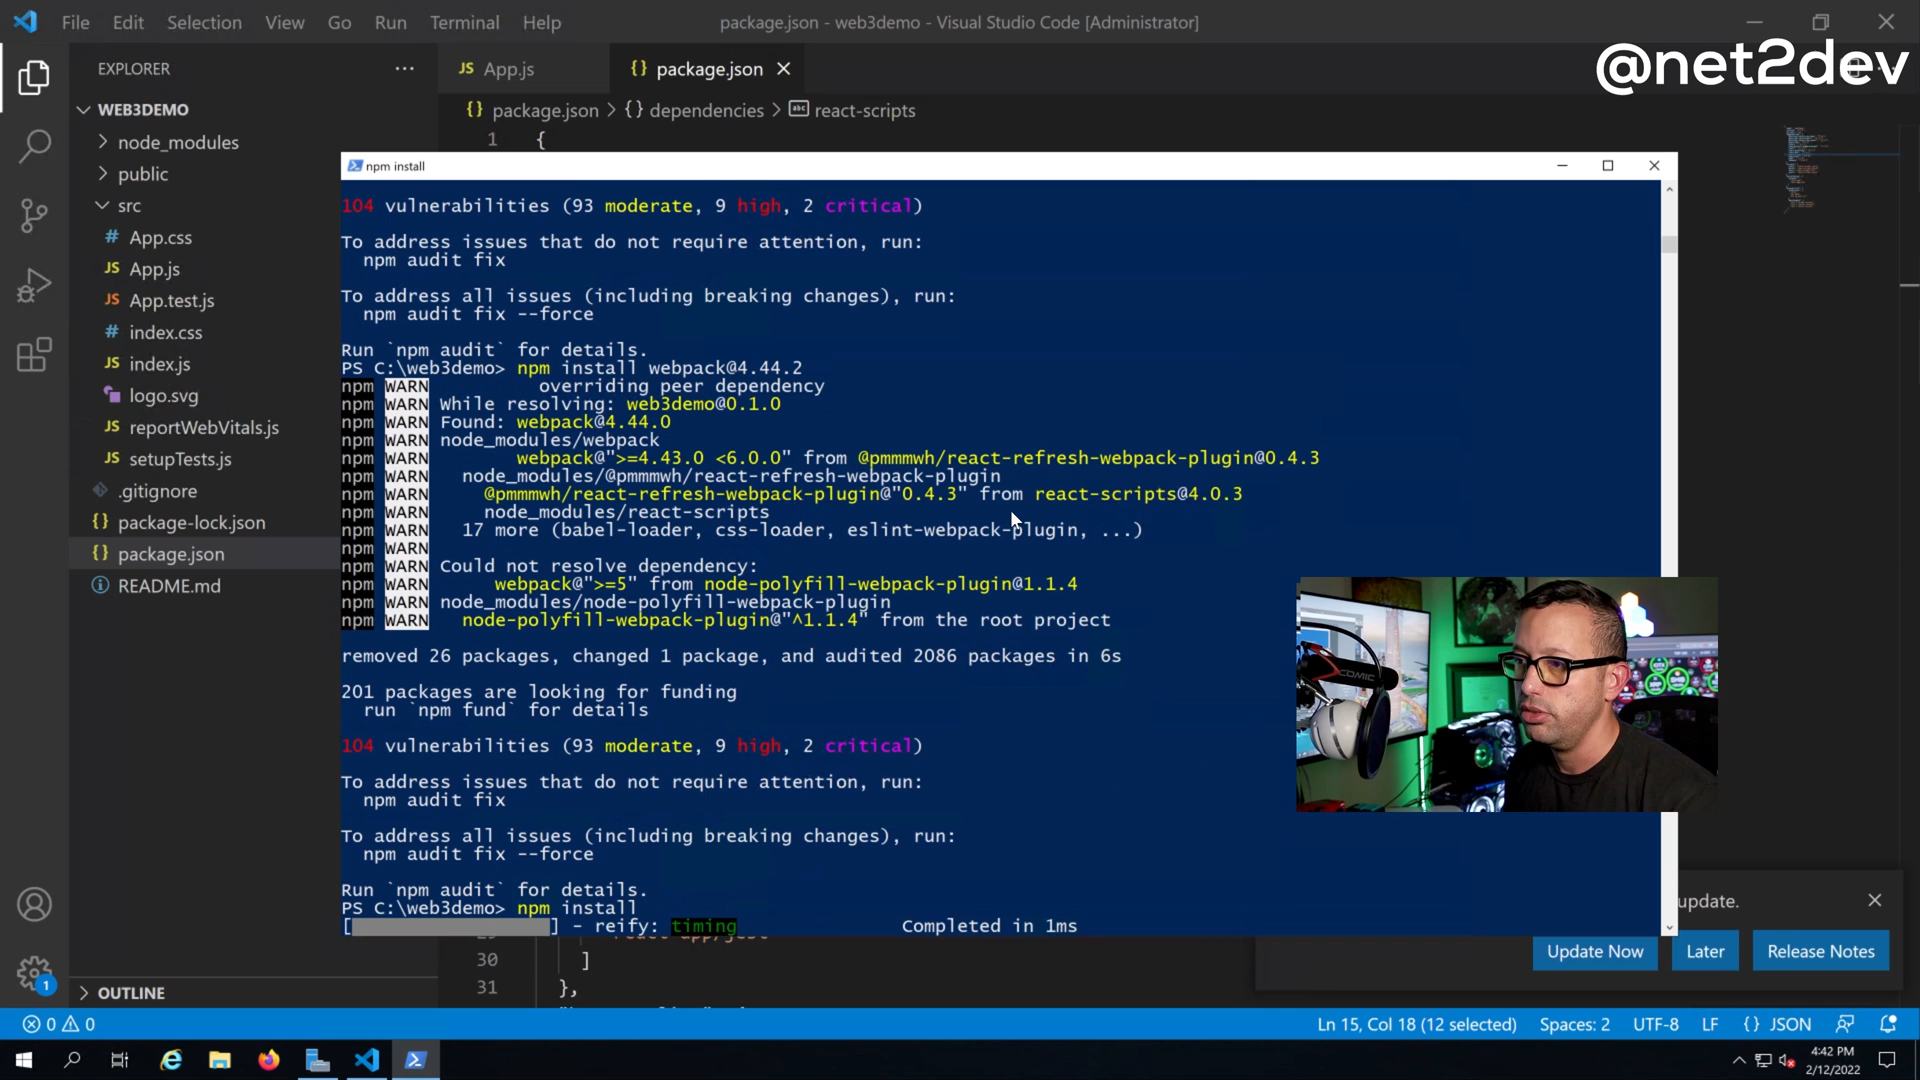 File Edit Selection View Go Run Terminal Help
package.json - web3demo - Visual Studio Code [Administrator]
@net2dev
EXPLORER
WEB3DEMO
node_modules
public
src
App.css
App.js
App.test.js
index.css
index.js
logo.svg
reportWebVitals.js
setupTests.js
.gitignore
package-lock.json
package.json
README.md
OUTLINE
JS App.js
{} package.json
{} package.json > {} dependencies > abc react-scripts
1 {
npm install
104 vulnerabilities (93 moderate, 9 high, 2 critical)
To address issues that do not require attention, run:
npm audit fix
To address all issues (including breaking changes), run:
npm audit fix --force
Run `npm audit` for details.
PS C:\web3demo> npm install webpack@4.44.2
npm WARN overriding peer dependency
npm WARN While resolving: web3demo@0.1.0
npm WARN Found: webpack@4.44.0
npm WARN node_modules/webpack
npm WARN webpack@">=4.43.0 <6.0.0" from @pmmmwh/react-refresh-webpack-plugin@0.4.3
npm WARN node_modules/@pmmmwh/react-refresh-webpack-plugin
npm WARN @pmmmwh/react-refresh-webpack-plugin@"0.4.3" from react-scripts@4.0.3
npm WARN node_modules/react-scripts
npm WARN 17 more (babel-loader, css-loader, eslint-webpack-plugin, ...)
npm WARN
npm WARN Could not resolve dependency:
npm WARN webpack@">=5" from node-polyfill-webpack-plugin@1.1.4
npm WARN node_modules/node-polyfill-webpack-plugin
npm WARN node-polyfill-webpack-plugin@"^1.1.4" from the root project
removed 26 packages, changed 1 package, and audited 2086 packages in 6s
201 packages are looking for funding
run `npm fund` for details
104 vulnerabilities (93 moderate, 9 high, 2 critical)
To address issues that do not require attention, run:
npm audit fix
To address all issues (including breaking changes), run:
npm audit fix --force
Run `npm audit` for details.
PS C:\web3demo> npm install
[ ] - reify: timing Completed in 1ms
30 ]
31 },
update.
Update Now Later Release Notes
1
0 0
Ln 15, Col 18 (12 selected) Spaces: 2 UTF-8 LF {} JSON
4:42 PM
2/12/2022